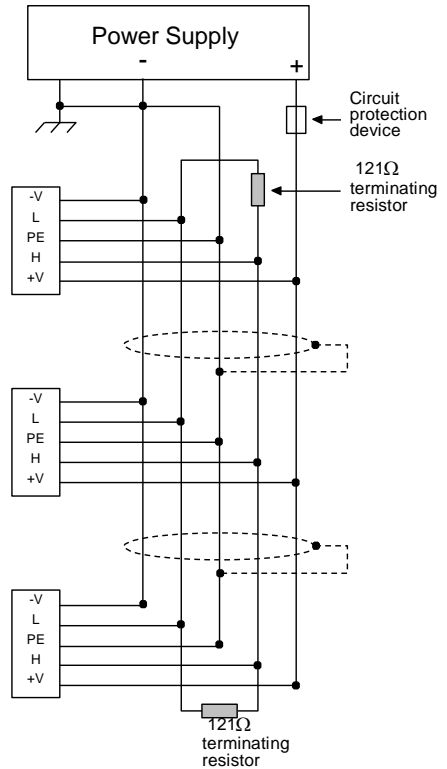 Power Supply
-
+
Circuit
protection
device
121Ω
terminating
resistor
-V
L
PE
H
+V
-V
L
PE
H
+V
-V
L
PE
H
+V
121Ω
terminating
resistor